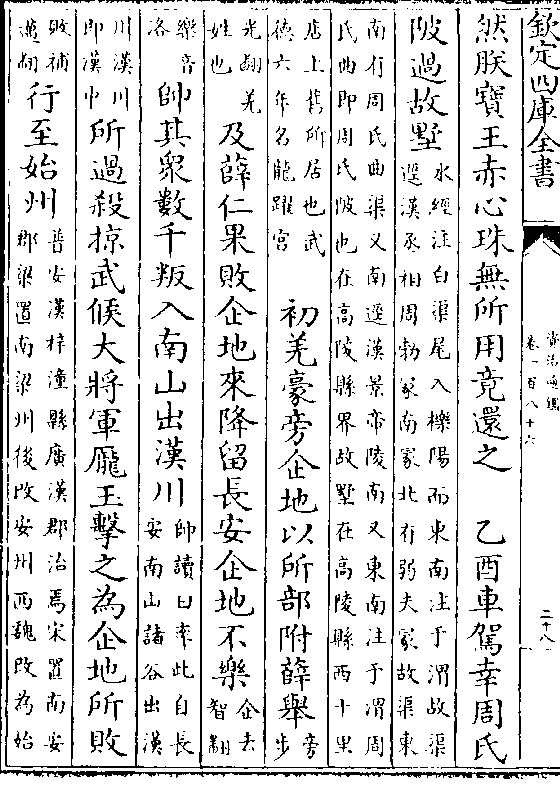 欽定四庫全書
資治通鑑
卷一百八十六
二十八
然朕寶王赤心珠無所用竟還之 乙酉車駕幸周氏
陂過故墅
水經注白渠尾入櫟陽而東南注于渭故渠
逕漢丞相周勃冢南冢北有弱夫冢故渠東
南有周氏曲渠又南逕漢景帝陵南又東南注于渭周
氏曲即周氏陂也在高陵縣界故墅在高陵縣西十里
店上舊所居也武
德六年名龍躍宮
初羌豪旁企地以所部附薛舉
旁
步
光翻羌
姓也
及薛仁果敗企地來降留長安企地不樂
企去
智翻
樂音
洛
帥其衆數千叛入南山出漢川
帥讀曰率此自長
安南山諸谷出漢
川漢川
即漢中
所過殺掠武候大將軍龎玉擊之為企地所敗
敗補
邁翻
行至始州
普安漢梓潼縣廣漢郡治焉宋置南安
郡梁置南梁州後改安州西魏改為始